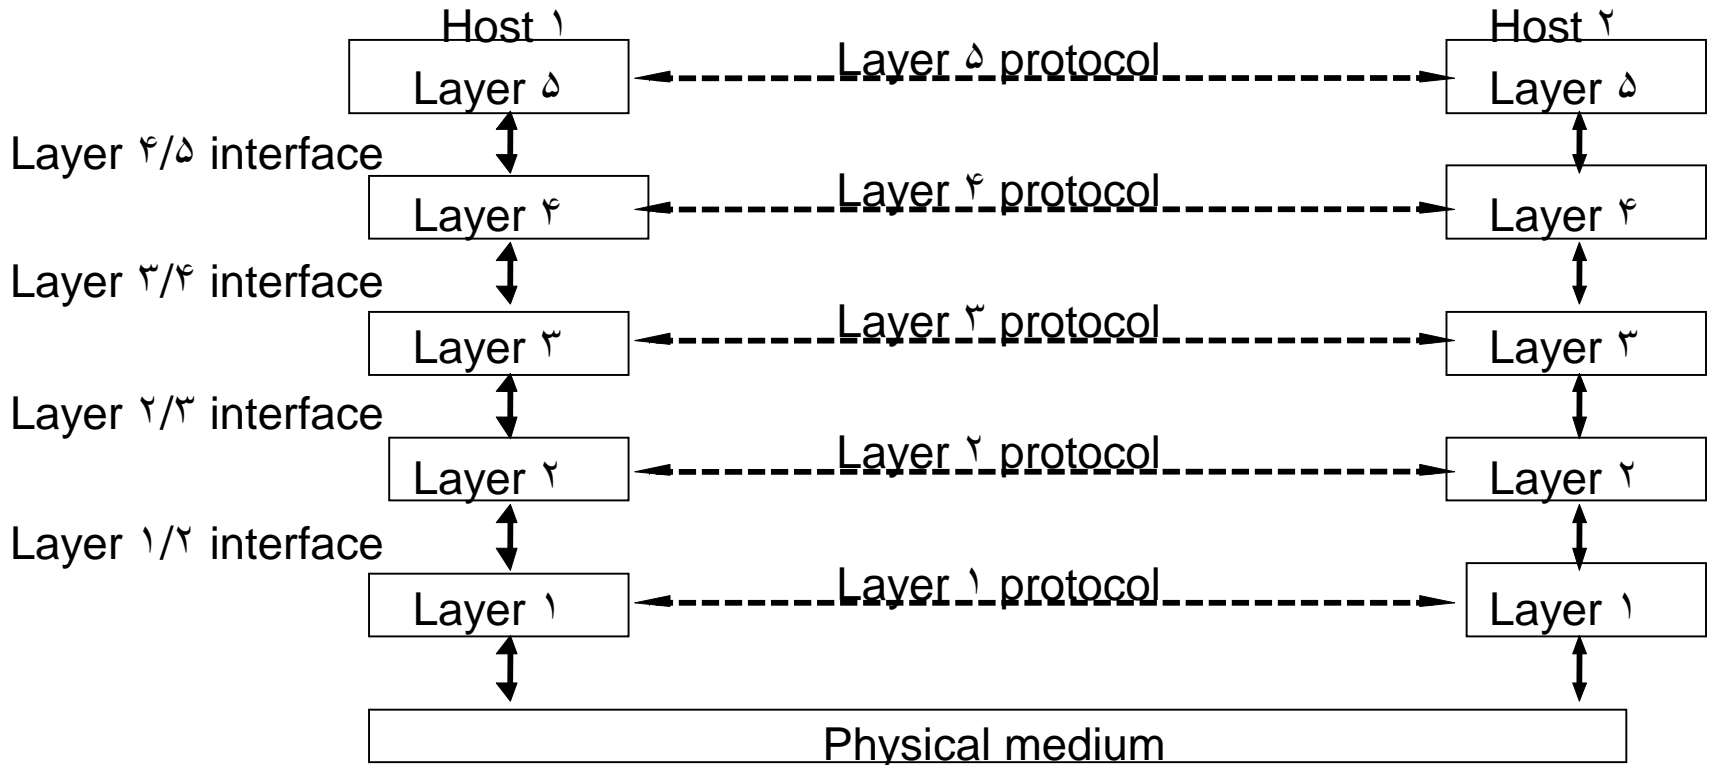 Host ۱
Host ۲
Layer ۵
Layer ۵ protocol
Layer ۵
Layer ۴/۵ interface
Layer ۴
Layer ۴ protocol
Layer ۴
Layer ۳/۴ interface
Layer ۳
Layer ۳ protocol
Layer ۳
Layer ۲/۳ interface
Layer ۲
Layer ۲ protocol
Layer ۲
Layer ۱/۲ interface
Layer ۱
Layer ۱ protocol
Layer ۱
Physical medium